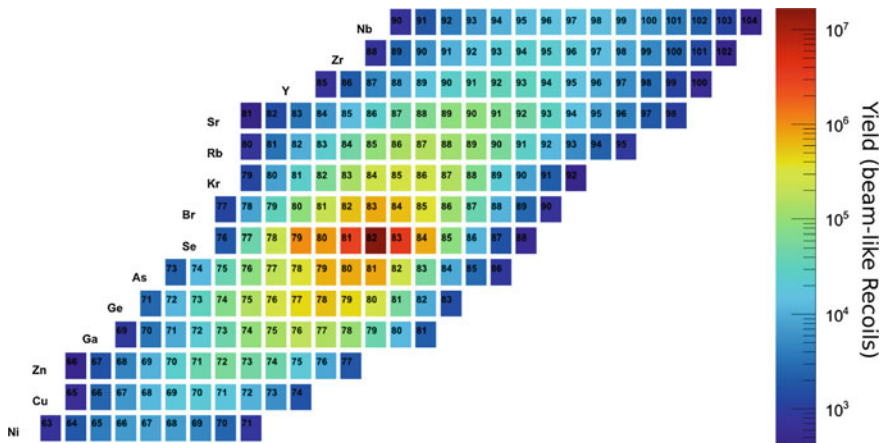 Nb 90 91 92 93 94 95 96 97 98 99 100 101 102 103 104
Zr 88 89 90 91 92 93 94 95 96 97 98 99 100 101 102
Y 85 86 87 88 89 90 91 92 93 94 95 96 97 98 99 100
Sr 81 82 83 84 85 86 87 88 89 90 91 92 93 94 95 96 97 98
Rb 80 81 82 83 84 85 86 87 88 89 90 91 92 93 94 95
Kr 79 80 81 82 83 84 85 86 87 88 89 90 91 92
Br 77 78 79 80 81 82 83 84 85 86 87 88 89 90
Se 76 77 78 79 80 81 82 83 84 85 86 87 88
As 73 74 75 76 77 78 79 80 81 82 83 84 85 86
Ge 71 72 73 74 75 76 77 78 79 80 81 82 83
Ga 69 70 71 72 73 74 75 76 77 78 79 80 81
Zn 66 67 68 69 70 71 72 73 74 75 76 77
Cu 65 66 67 68 69 70 71 72 73 74
Ni 63 64 65 66 67 68 69 70 71
10⁷
10⁶
10⁵
10⁴
10³
Yield (beam-like Recoils)